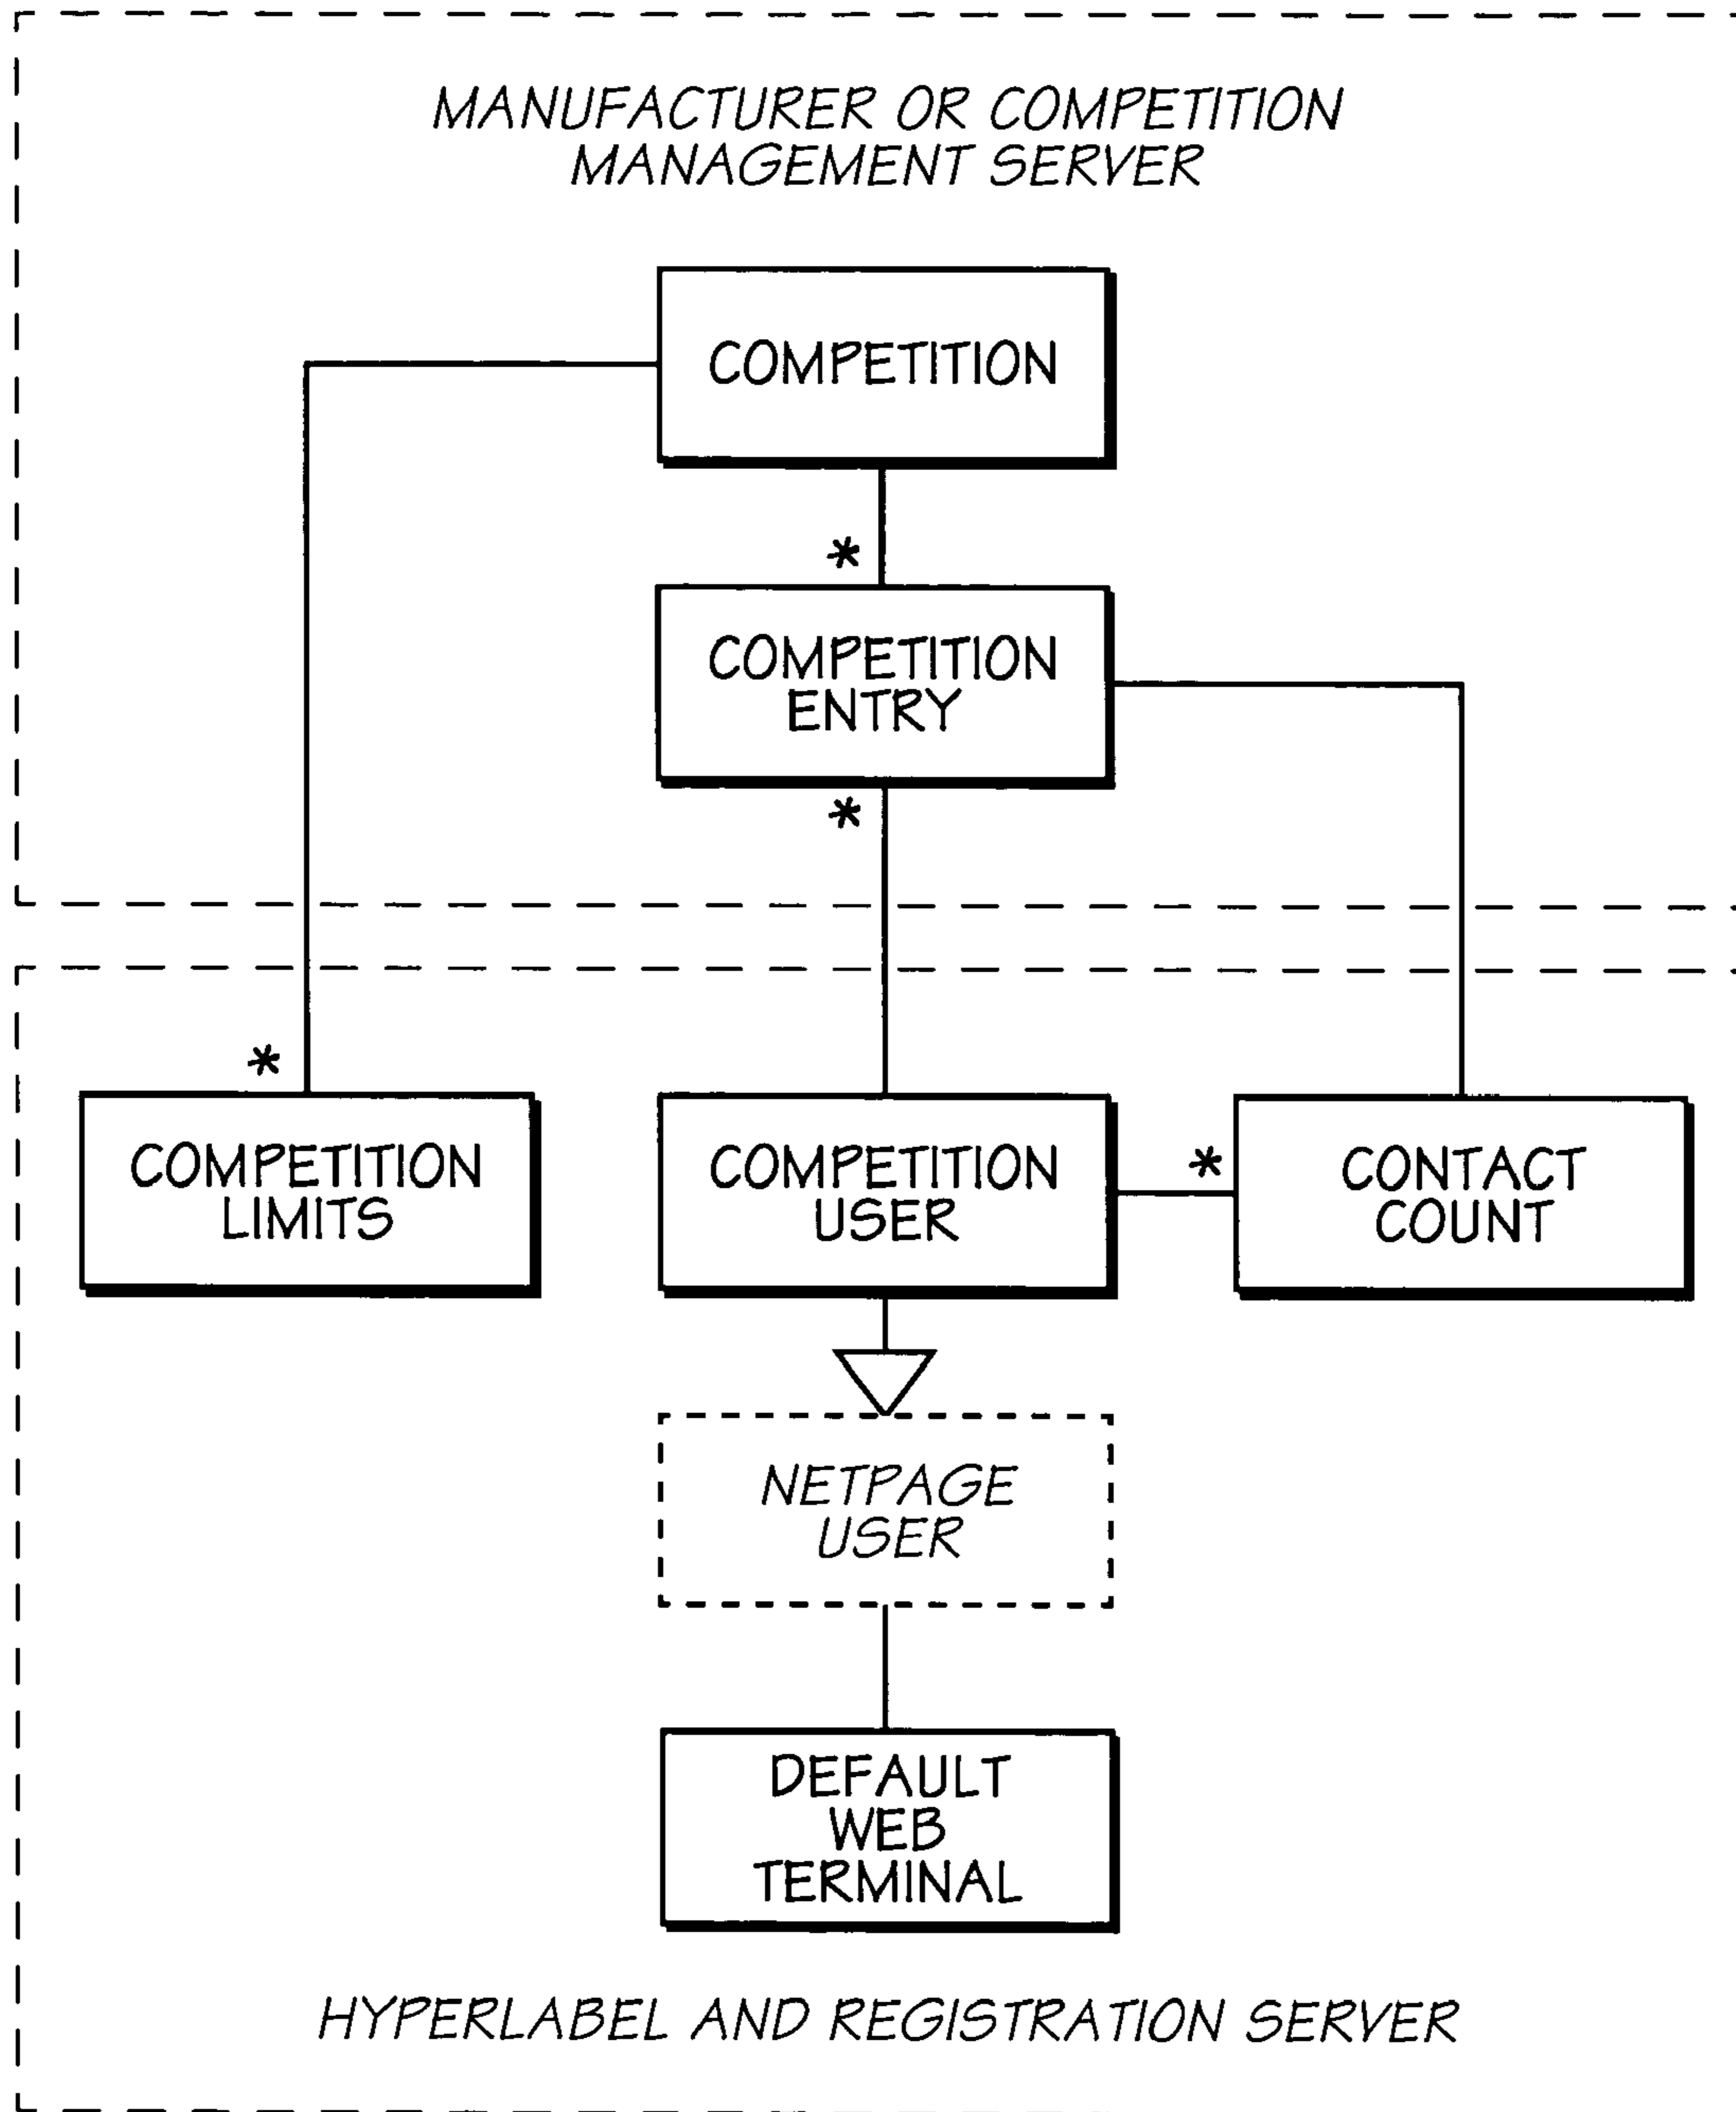 MANUFACTURER OR COMPETITION
MANAGEMENT SERVER
COMPETITION
*
COMPETITION
ENTRY
*
*
COMPETITION
LIMITS
COMPETITION
USER
*
CONTACT
COUNT
NETPAGE
USER
DEFAULT
WEB
TERMINAL
HYPERLABEL AND REGISTRATION SERVER